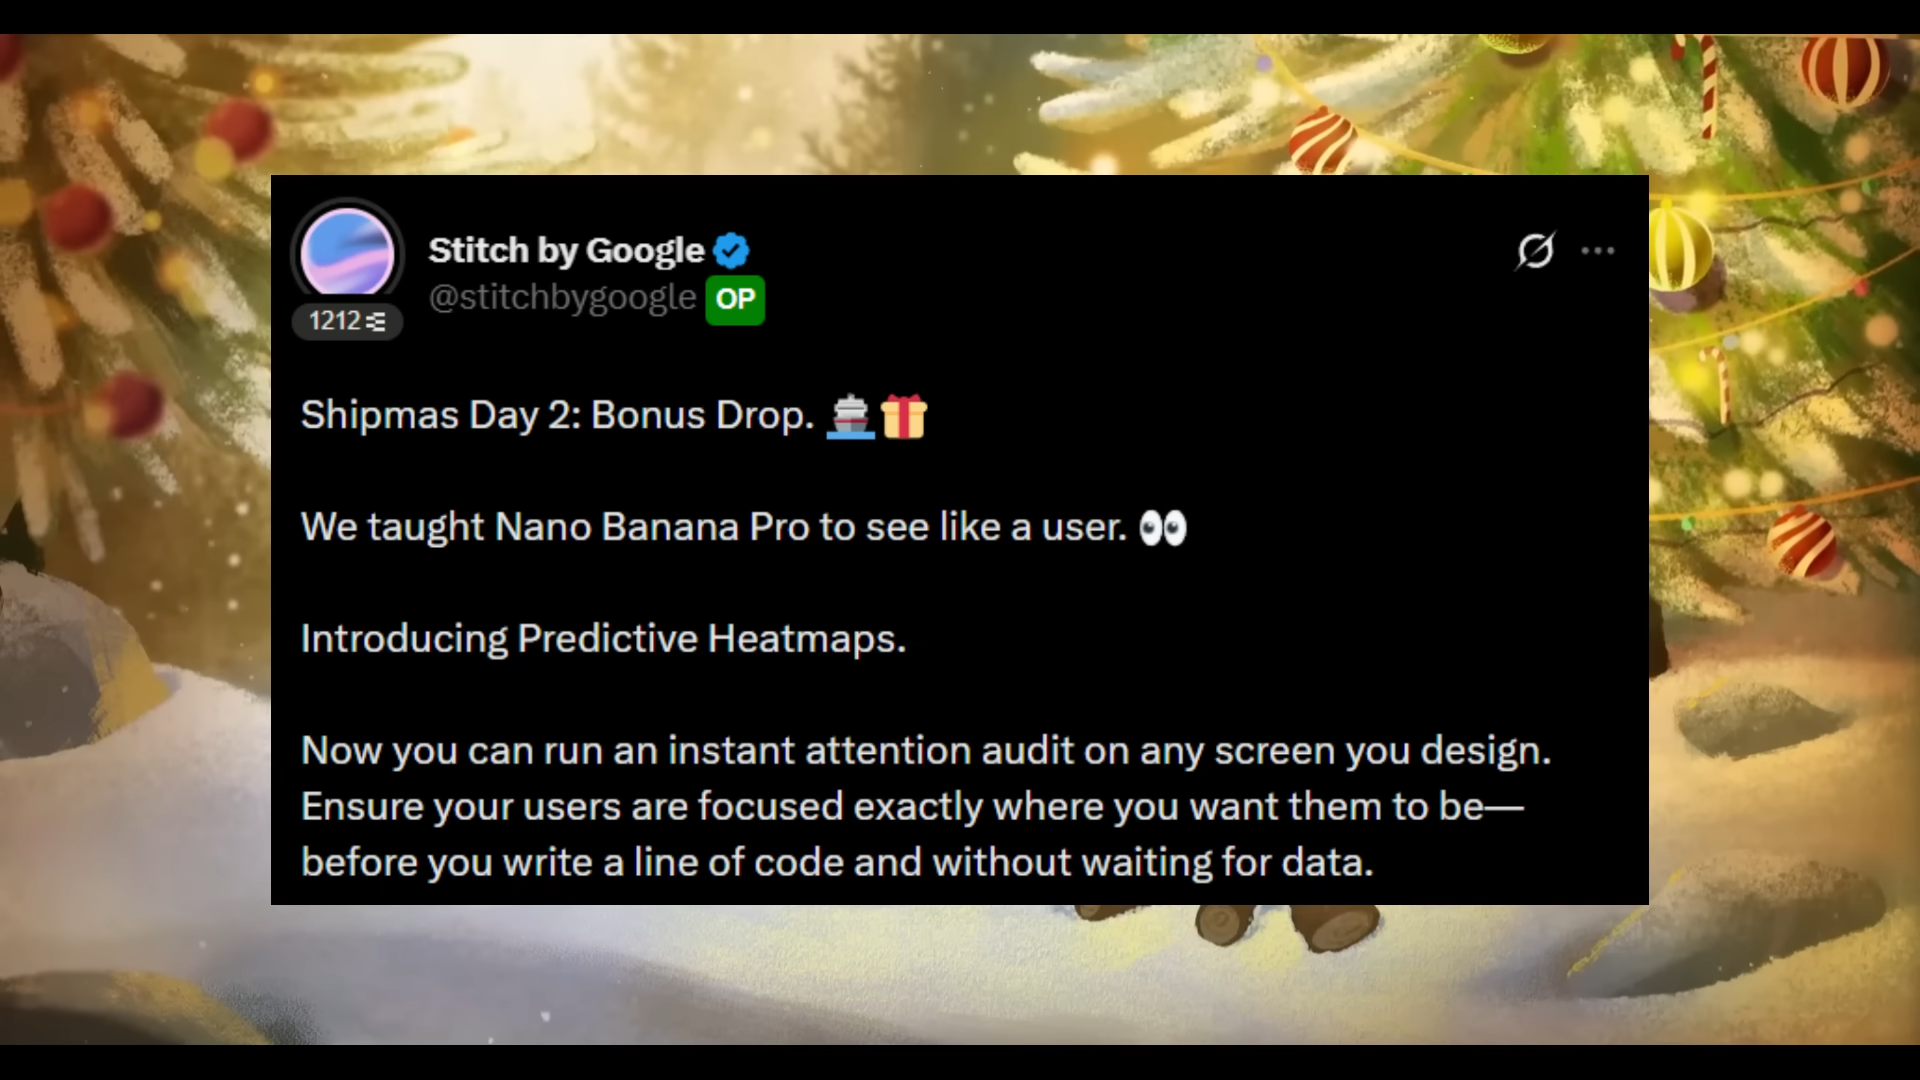 Stitch by Google
@stitchbygoogle OP
1212
Shipmas Day 2: Bonus Drop. 🚢🎁
We taught Nano Banana Pro to see like a user. 👀
Introducing Predictive Heatmaps.
Now you can run an instant attention audit on any screen you design.
Ensure your users are focused exactly where you want them to be—
before you write a line of code and without waiting for data.